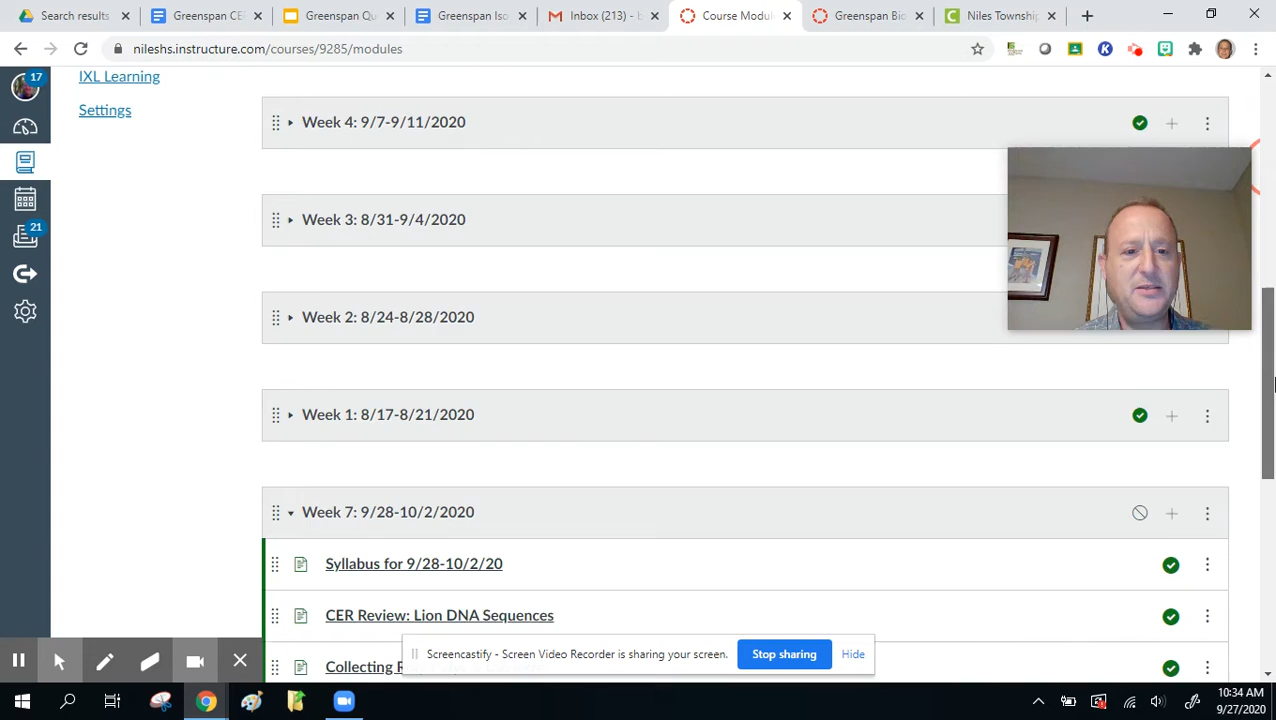 Search results
Greenspan CE
Greenspan Qu
Greenspan Iso
Inbox (213) - b
Course Modul
Greenspan Bio
Niles Township
nileshs.instructure.com/courses/9285/modules
17
21
IXL Learning
Settings
Week 4: 9/7-9/11/2020
Week 3: 8/31-9/4/2020
Week 2: 8/24-8/28/2020
Week 1: 8/17-8/21/2020
Week 7: 9/28-10/2/2020
Syllabus for 9/28-10/2/20
CER Review: Lion DNA Sequences
Collecting
Screencastify - Screen Video Recorder is sharing your screen.
Stop sharing
Hide
10:34 AM
9/27/2020